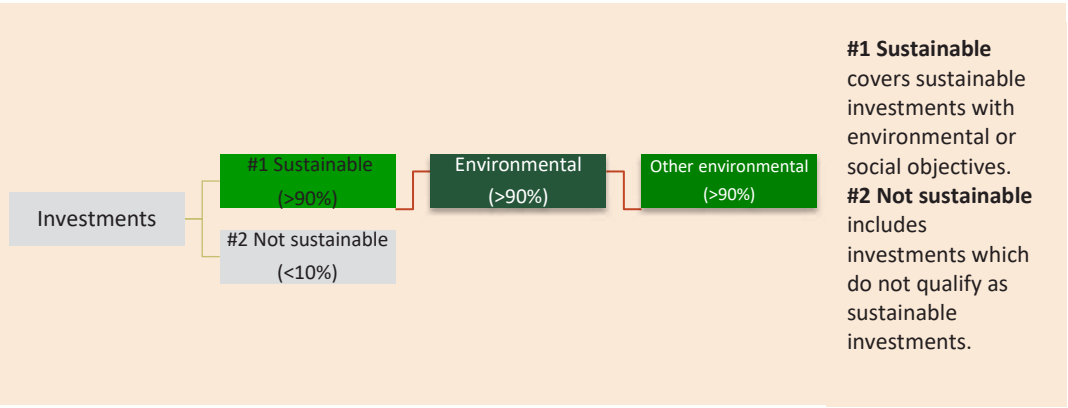 Investments
#1 Sustainable
(>90%)
#2 Not sustainable
(<10%)
Environmental
(>90%)
Other environmental
(>90%)
#1 Sustainable
covers sustainable
investments with
environmental or
social objectives.
#2 Not sustainable
includes
investments which
do not qualify as
sustainable
investments.